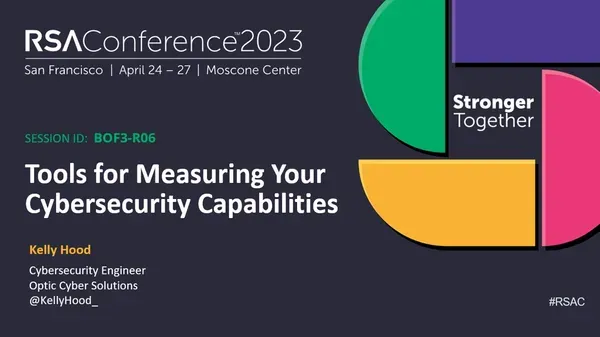 RSAConference™2023
San Francisco | April 24 – 27 | Moscone Center
Stronger
Together
SESSION ID: BOF3-R06
Tools for Measuring Your
Cybersecurity Capabilities
Kelly Hood
Cybersecurity Engineer
Optic Cyber Solutions
@KellyHood_
#RSAC